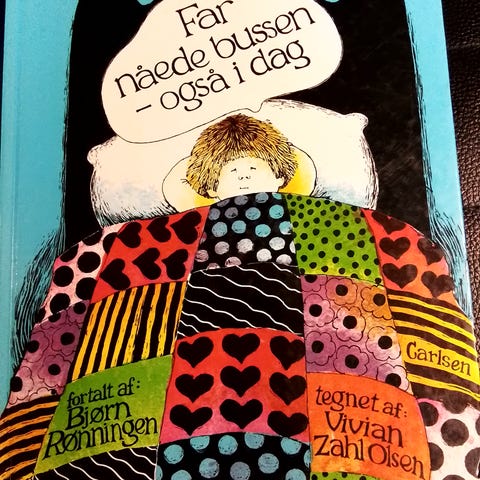 Far
nåede bussen
- også i dag
Carlsen
fortalt af:
Bjørn
Rønningen
tegnet af:
Vivian
Zahl Olsen